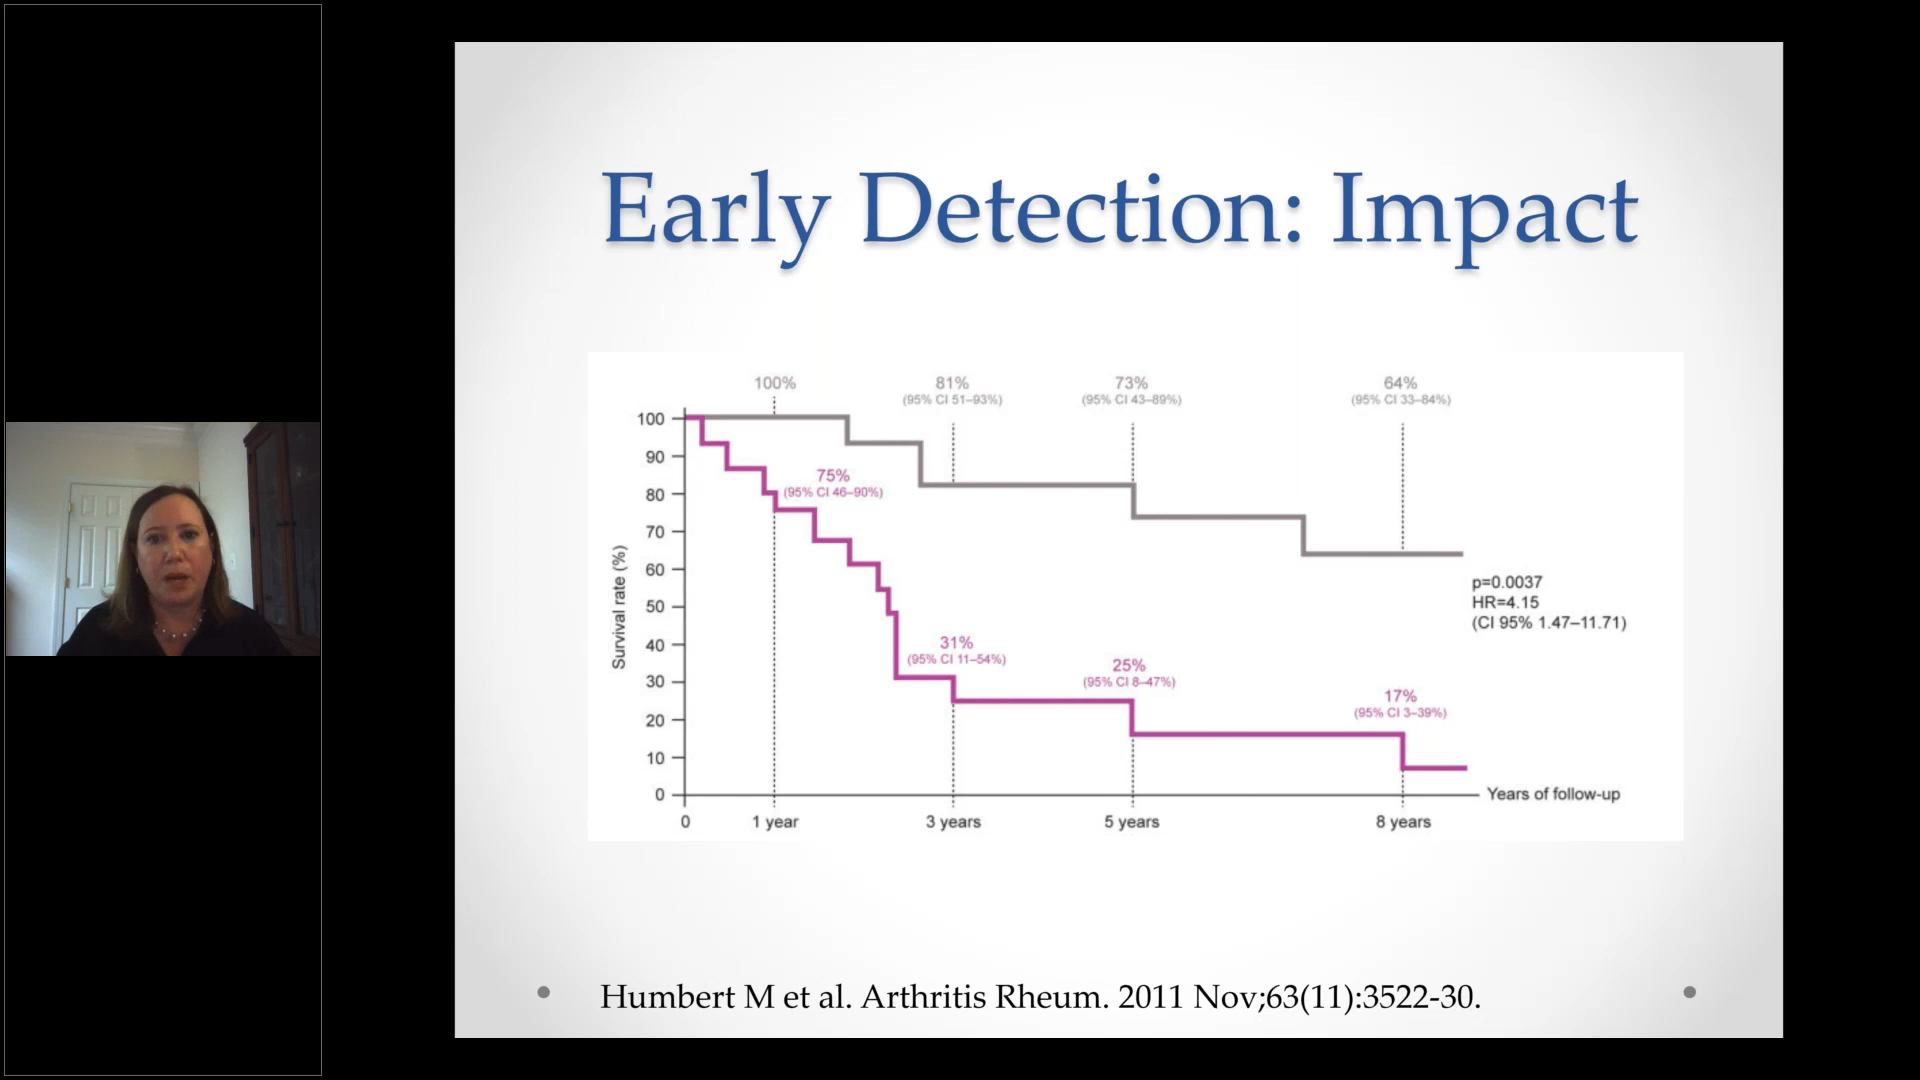 Early Detection: Impact
100%
81%
(95% CI 51–93%)
73%
(95% CI 43–89%)
64%
(95% CI 33–84%)
100
90
80
70
60
50
40
30
20
10
0
Survival rate (%)
75%
(95% CI 46–90%)
31%
(95% CI 11–54%)
25%
(95% CI 8–47%)
17%
(95% CI 3–39%)
p=0.0037
HR=4.15
(CI 95% 1.47–11.71)
0
1 year
3 years
5 years
8 years
Years of follow-up
Humbert M et al. Arthritis Rheum. 2011 Nov;63(11):3522-30.